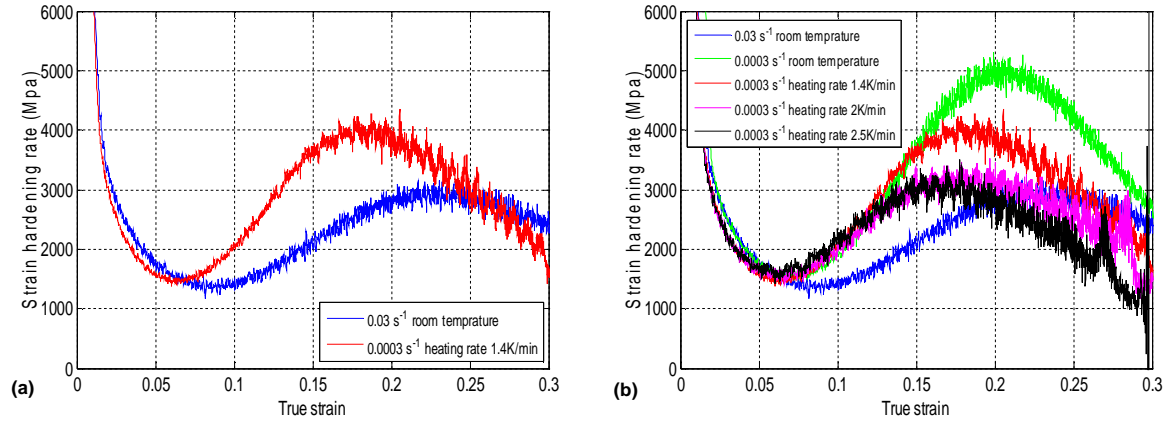 6000
5000
4000
3000
2000
1000
0
Strain hardening rate (Mpa)
0.03 s⁻¹ room temprature
0.0003 s⁻¹ heating rate 1.4K/min
0 0.05 0.1 0.15 0.2 0.25 0.3
True strain
(a)
6000
5000
4000
3000
2000
1000
0
Strain hardening rate (Mpa)
0.03 s⁻¹ room temprature
0.0003 s⁻¹ room temperature
0.0003 s⁻¹ heating rate 1.4K/min
0.0003 s⁻¹ heating rate 2K/min
0.0003 s⁻¹ heating rate 2.5K/min
0 0.05 0.1 0.15 0.2 0.25 0.3
True strain
(b)